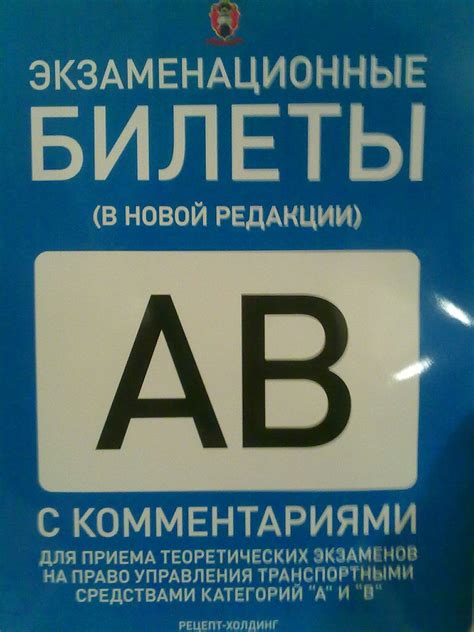 ЭКЗАМЕНАЦИОННЫЕ
БИЛЕТЫ
(В НОВОЙ РЕДАКЦИИ)
АВ
С КОММЕНТАРИЯМИ
ДЛЯ ПРИЕМА ТЕОРЕТИЧЕСКИХ ЭКЗАМЕНОВ
НА ПРАВО УПРАВЛЕНИЯ ТРАНСПОРТНЫМИ
СРЕДСТВАМИ КАТЕГОРИЙ "А" И "В"
РЕЦЕПТ-ХОЛДИНГ